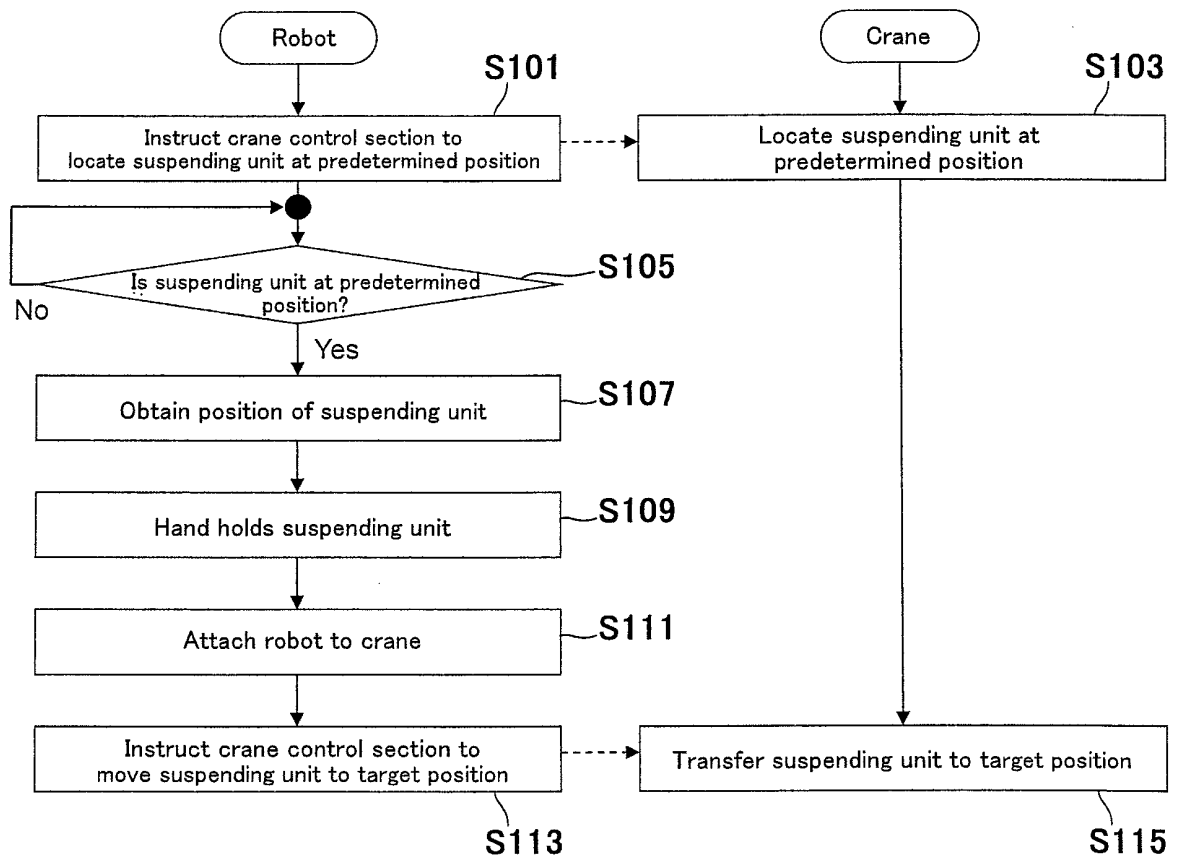 Robot
Crane
S101
S103
Instruct crane control section to
locate suspending unit at predetermined position
Locate suspending unit at
predetermined position
S105
Is suspending unit at predetermined
position?
No
Yes
S107
Obtain position of suspending unit
S109
Hand holds suspending unit
S111
Attach robot to crane
Instruct crane control section to
move suspending unit to target position
Transfer suspending unit to target position
S113
S115